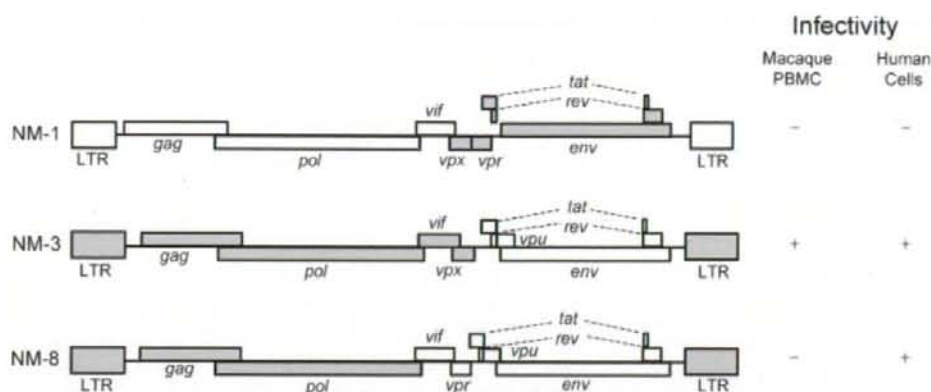 Infectivity
Macaque PBMC
Human Cells
NM-1
LTR
gag
pol
vif
vpx
vpr
tat
rev
env
LTR
-
-
NM-3
LTR
gag
pol
vif
vpx
tat
rev
vpu
env
LTR
+
+
NM-8
LTR
gag
pol
vif
vpr
tat
rev
vpu
env
LTR
-
+